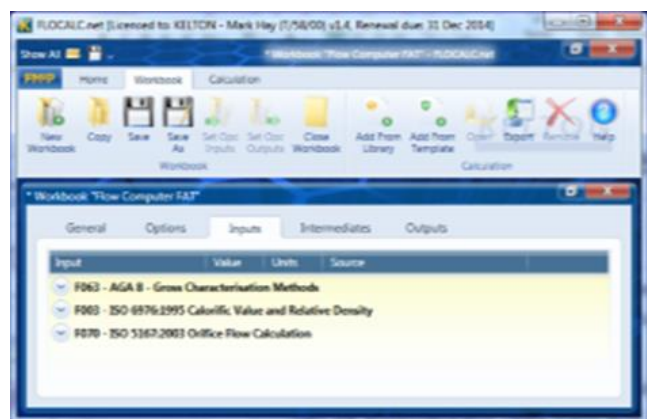 FLOCALC.net [Licenced to: KELTON - Mark Hay (T/58/00) v1.4, Renewal due: 31 Dec 2014]
Show All
* Workbook "Flow Computer FAT" - FLOCALC.net
Home Workbook Calculation
New Workbook Copy Save Save As Set Opc Inputs Set Opc Outputs Close Workbook Add From Library Add From Template Open Export Remove Help
Workbook Calculation
* Workbook "Flow Computer FAT"
General Options Inputs Intermediates Outputs
Input Value Units Source
F063 - AGA 8 - Gross Characterisation Methods
F003 - ISO 6976:1995 Calorific Value and Relative Density
F070 - ISO 5167:2003 Orifice Flow Calculation